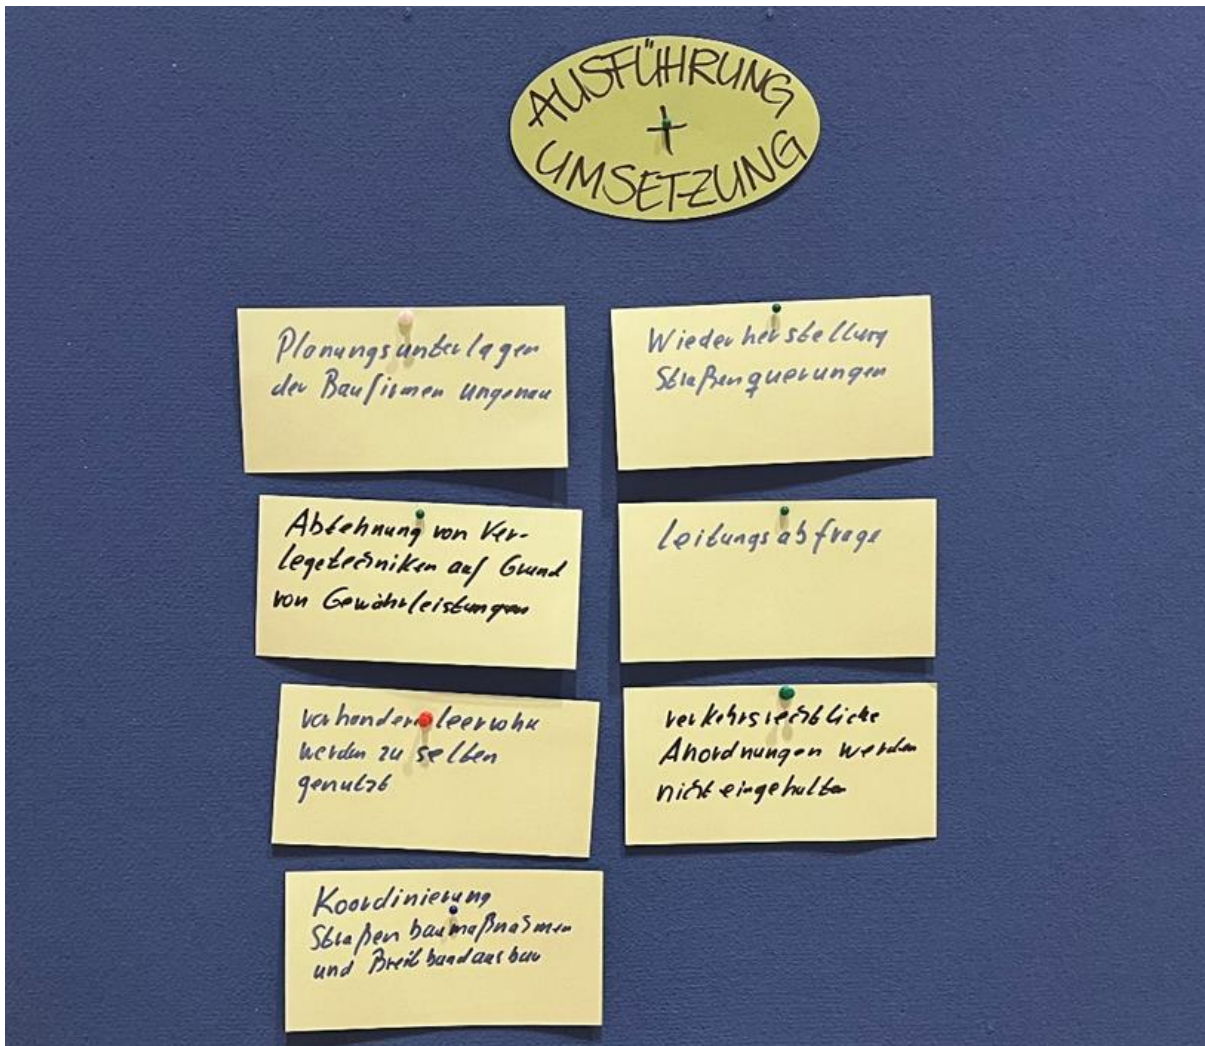 AUSFÜHRUNG
+
UMSETZUNG
Planungsunterlagen
der Baufirmen ungenau
Ablehnung von Ver-
legetechniken auf Grund
von Gewährleistungen
vorhandene Leerrohre
werden zu selten
genutzt
Koordinierung
Straßenbaumaßnahmen
und Breitbandausbau
Wiederherstellung
Straßenquerungen
Leitungsabfrage
verkehrsrechtliche
Anordnungen werden
nicht eingehalten